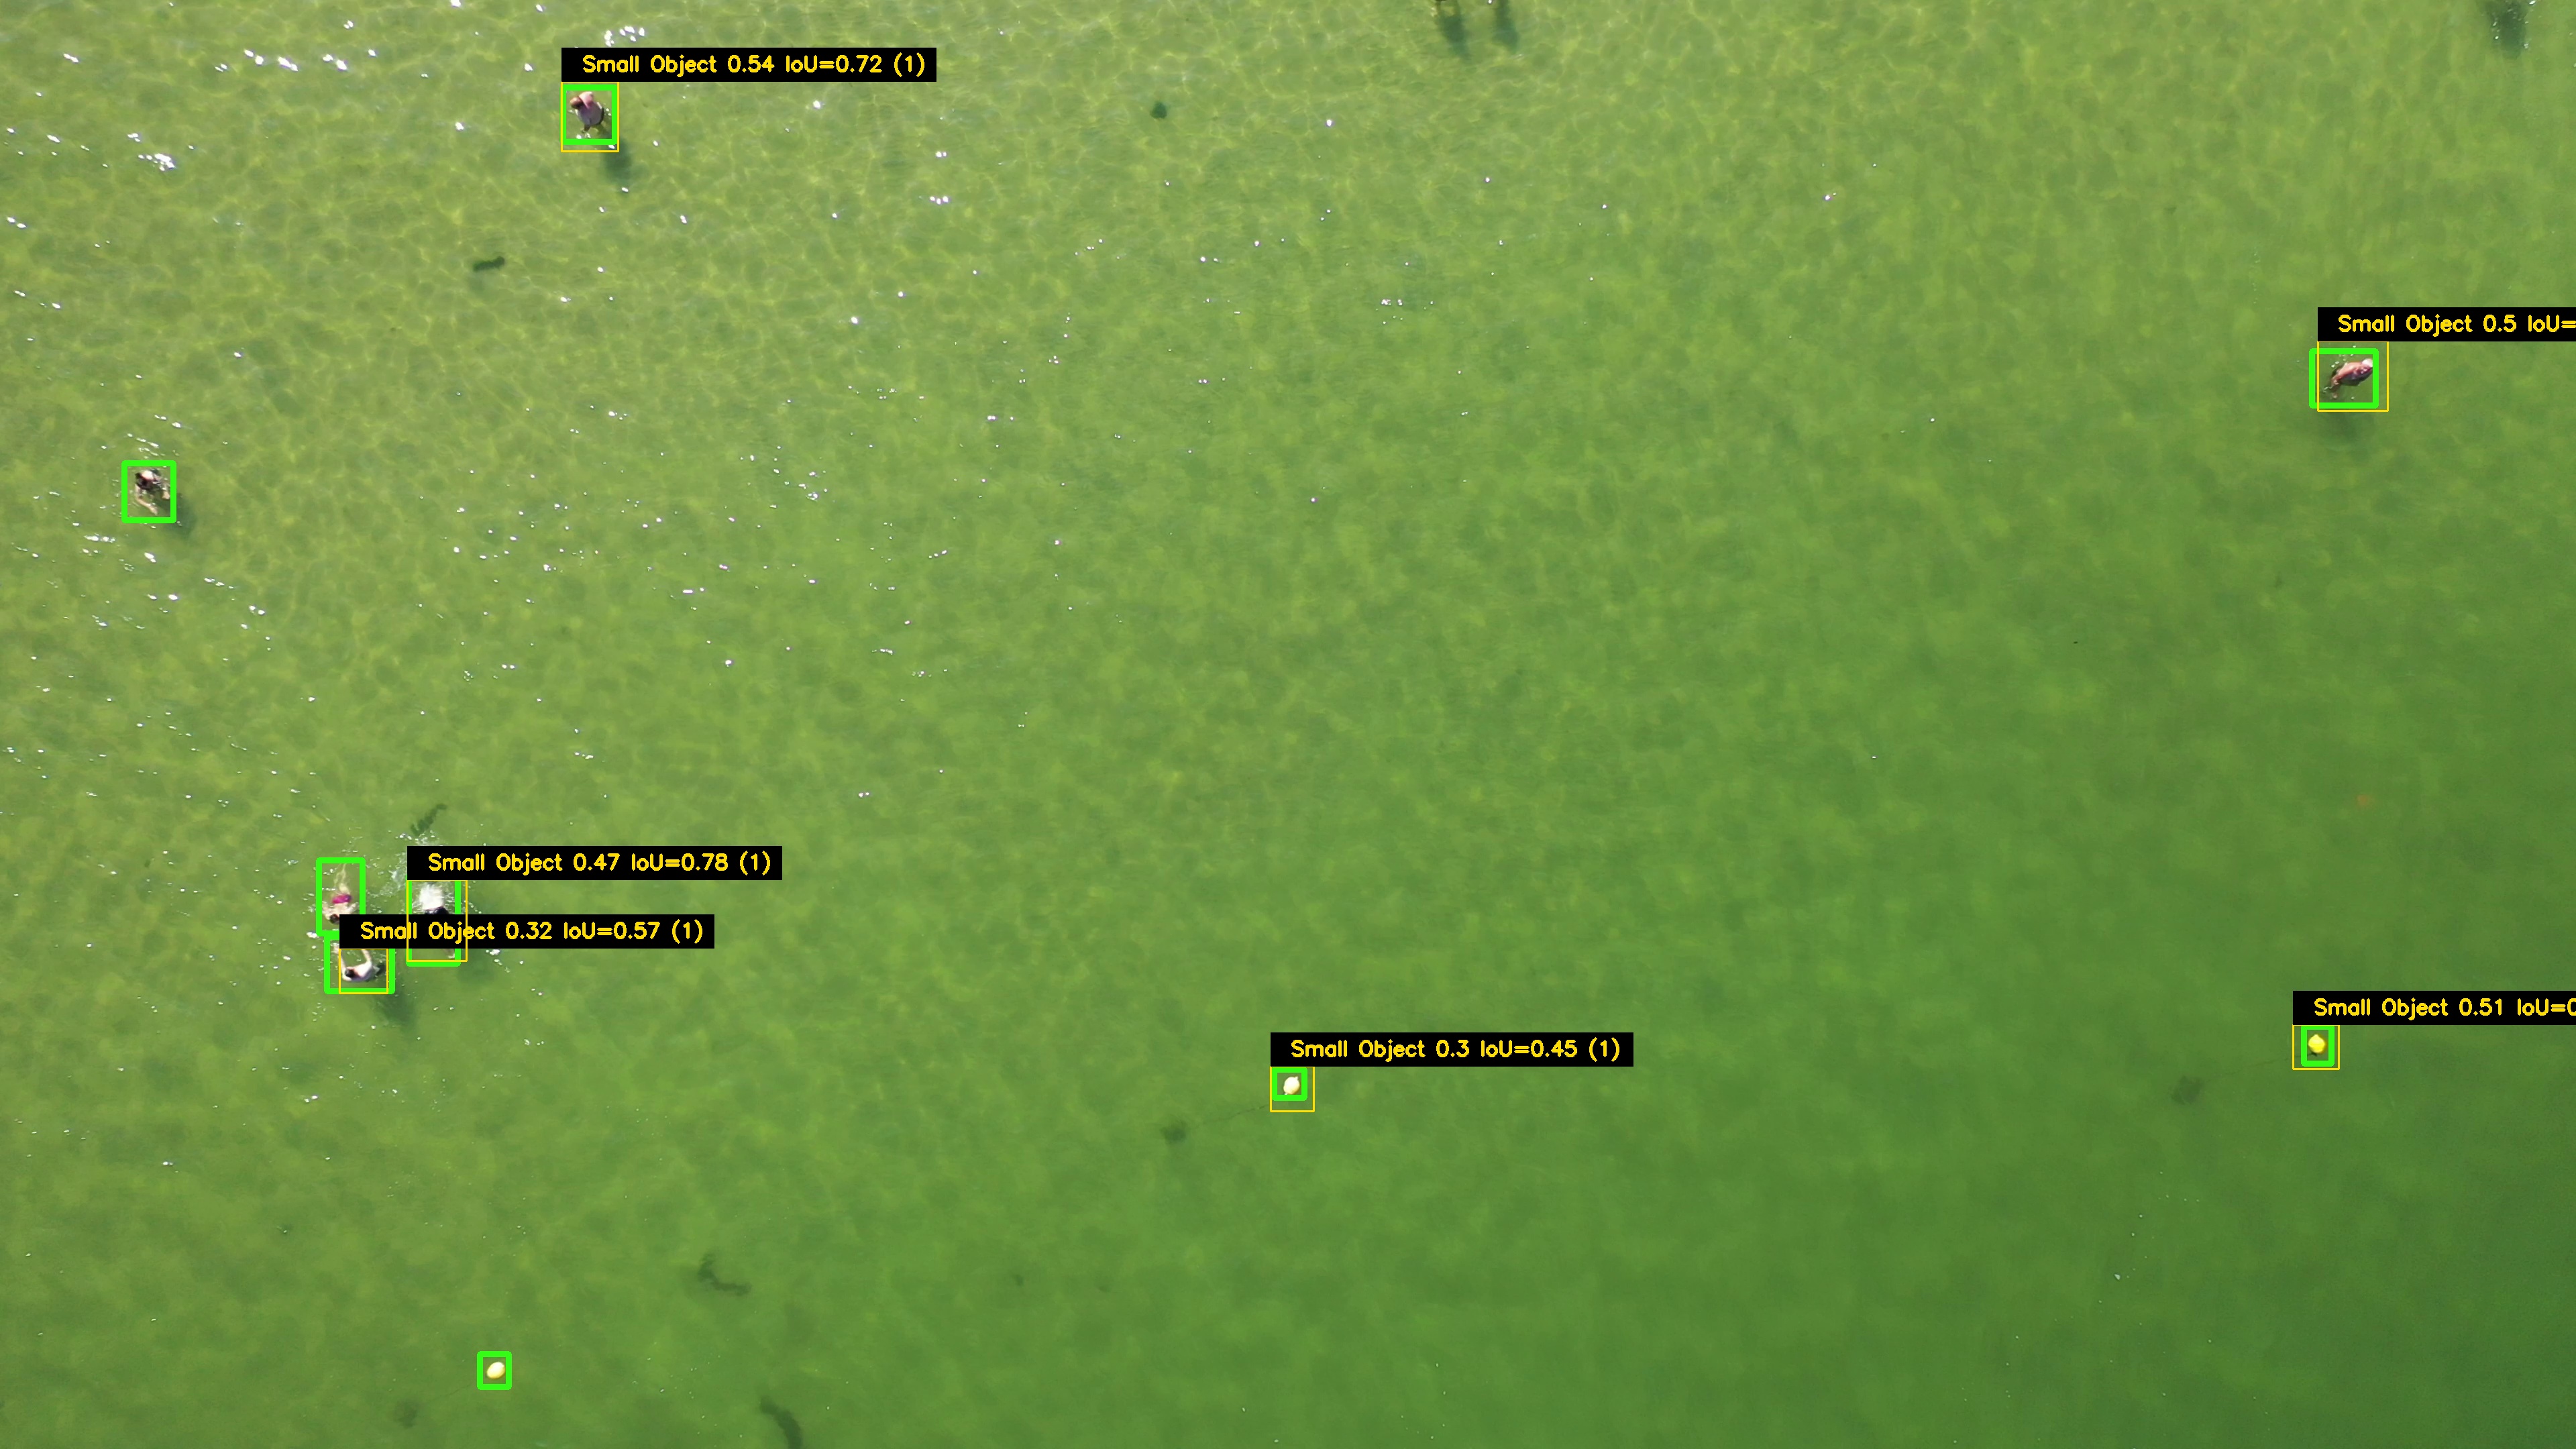 Small Object 0.54 IoU=0.72 (1)
Small Object 0.5 IoU=
Small Object 0.47 IoU=0.78 (1)
Small Object 0.32 IoU=0.57 (1)
Small Object 0.51 IoU=0
Small Object 0.3 IoU=0.45 (1)